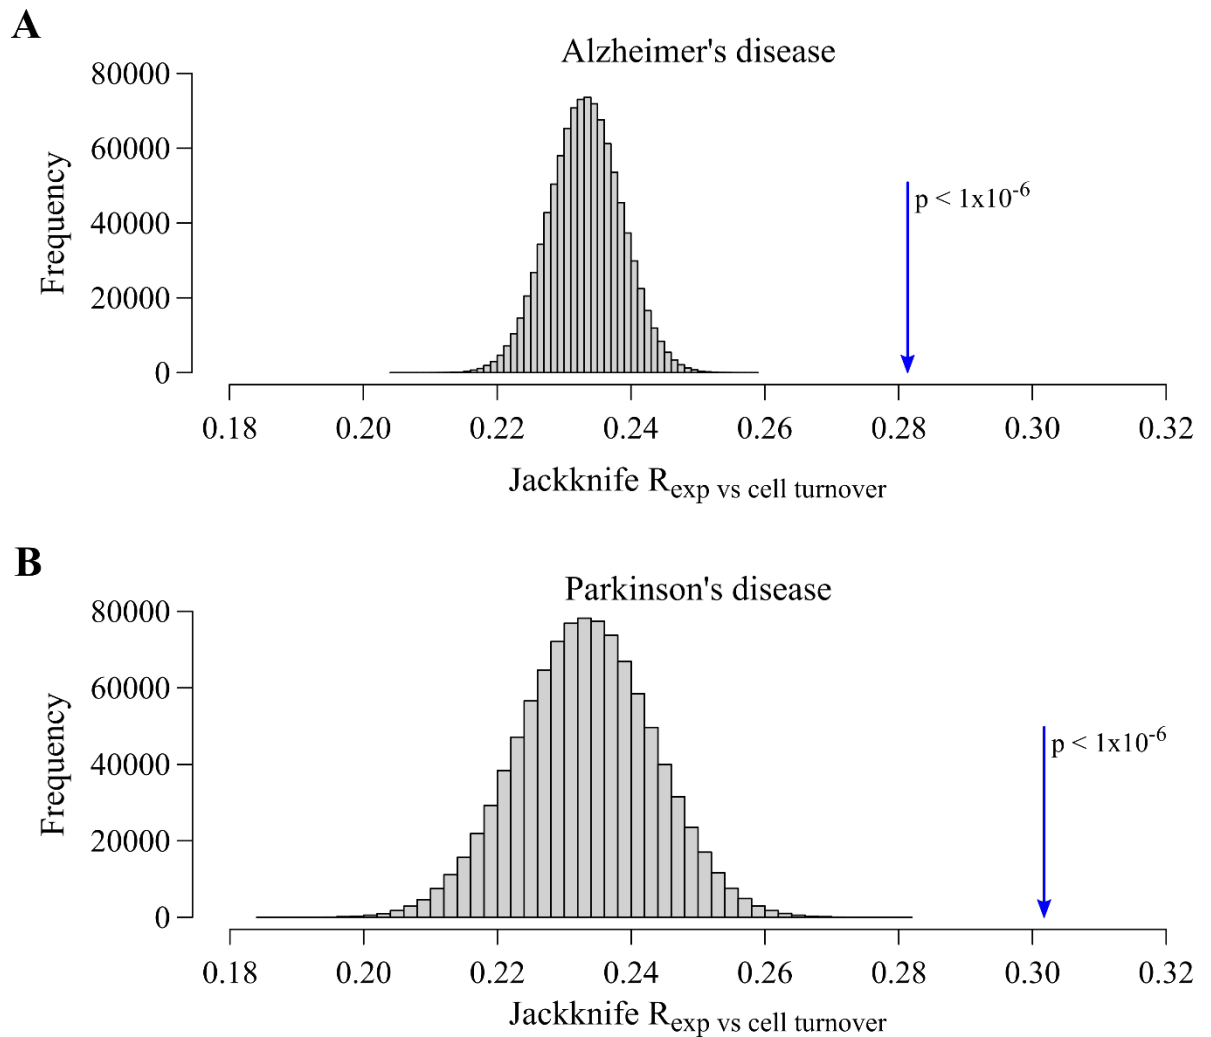 A
Alzheimer's disease
80000
60000
40000
20000
0
Frequency
p < 1x10⁻⁶
0.18 0.20 0.22 0.24 0.26 0.28 0.30 0.32
Jackknife R exp vs cell turnover
B
Parkinson's disease
80000
60000
40000
20000
0
Frequency
p < 1x10⁻⁶
0.18 0.20 0.22 0.24 0.26 0.28 0.30 0.32
Jackknife R exp vs cell turnover